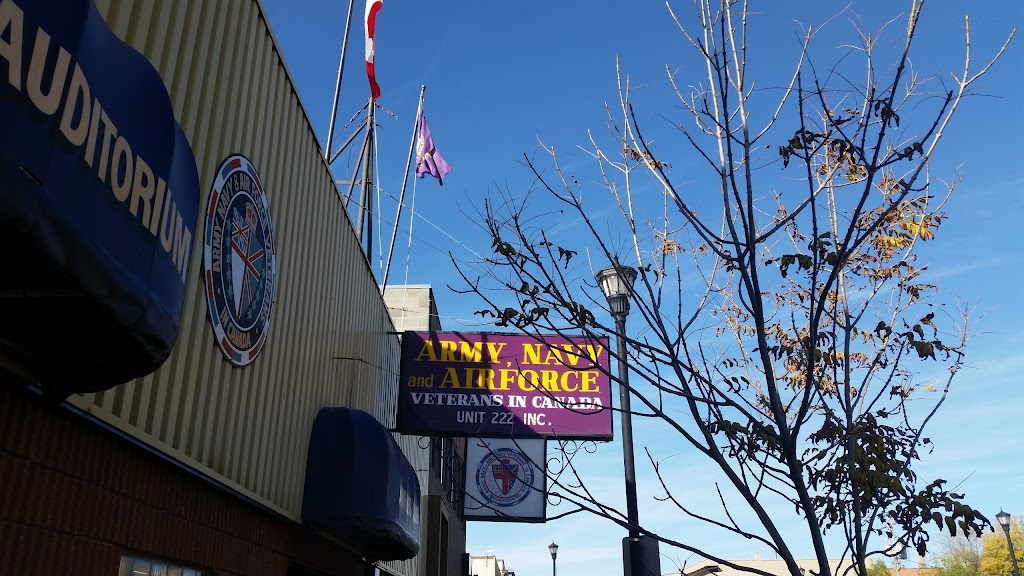 AUDITORIUM
ARMY, NAVY
and AIRFORCE
VETERANS IN CANADA
UNIT 222 INC.